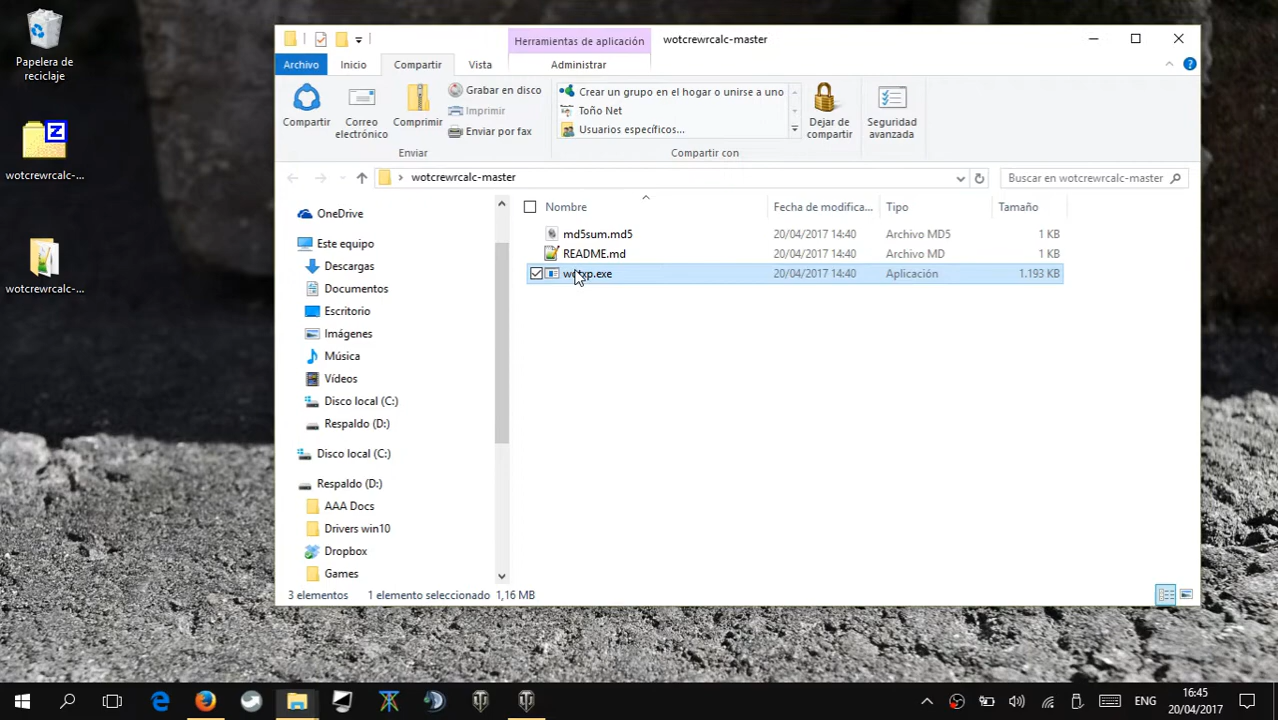 Papelera de
reciclaje
wotcrewrcalc-...
wotcrewrcalc-...
Herramientas de aplicación
wotcrewrcalc-master
Archivo
Inicio
Compartir
Vista
Administrar
Compartir
Correo
electrónico
Comprimir
Grabar en disco
Imprimir
Enviar por fax
Enviar
Crear un grupo en el hogar o unirse a uno
Toño Net
Usuarios específicos...
Compartir con
Dejar de
compartir
Seguridad
avanzada
wotcrewrcalc-master
Buscar en wotcrewrcalc-master
OneDrive
Este equipo
Descargas
Documentos
Escritorio
Imágenes
Música
Vídeos
Disco local (C:)
Respaldo (D:)
Disco local (C:)
Respaldo (D:)
AAA Docs
Drivers win10
Dropbox
Games
Nombre
Fecha de modifica...
Tipo
Tamaño
md5sum.md5
20/04/2017 14:40
Archivo MD5
1 KB
README.md
20/04/2017 14:40
Archivo MD
1 KB
wotxp.exe
20/04/2017 14:40
Aplicación
1.193 KB
3 elementos
1 elemento seleccionado 1,16 MB
ENG
16:45
20/04/2017